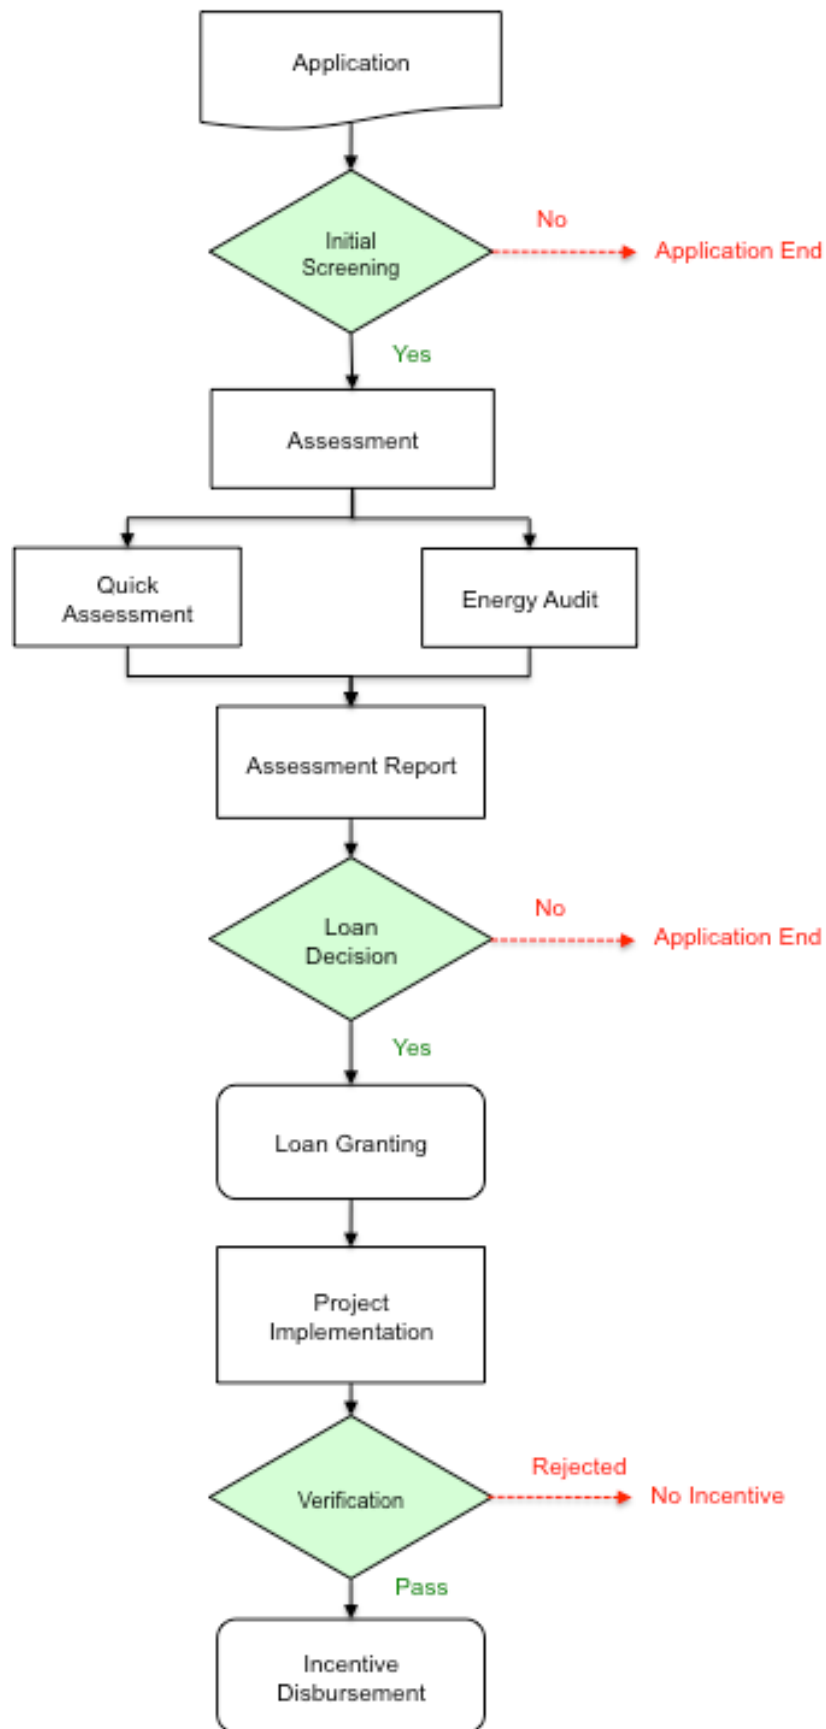 Application
No
Initial
Screening
Application End
Yes
Assessment
Quick
Assessment
Energy Audit
Assessment Report
No
Loan
Decision
Application End
Yes
Loan Granting
Project
Implementation
Rejected
Verification
No Incentive
Pass
Incentive
Disbursement